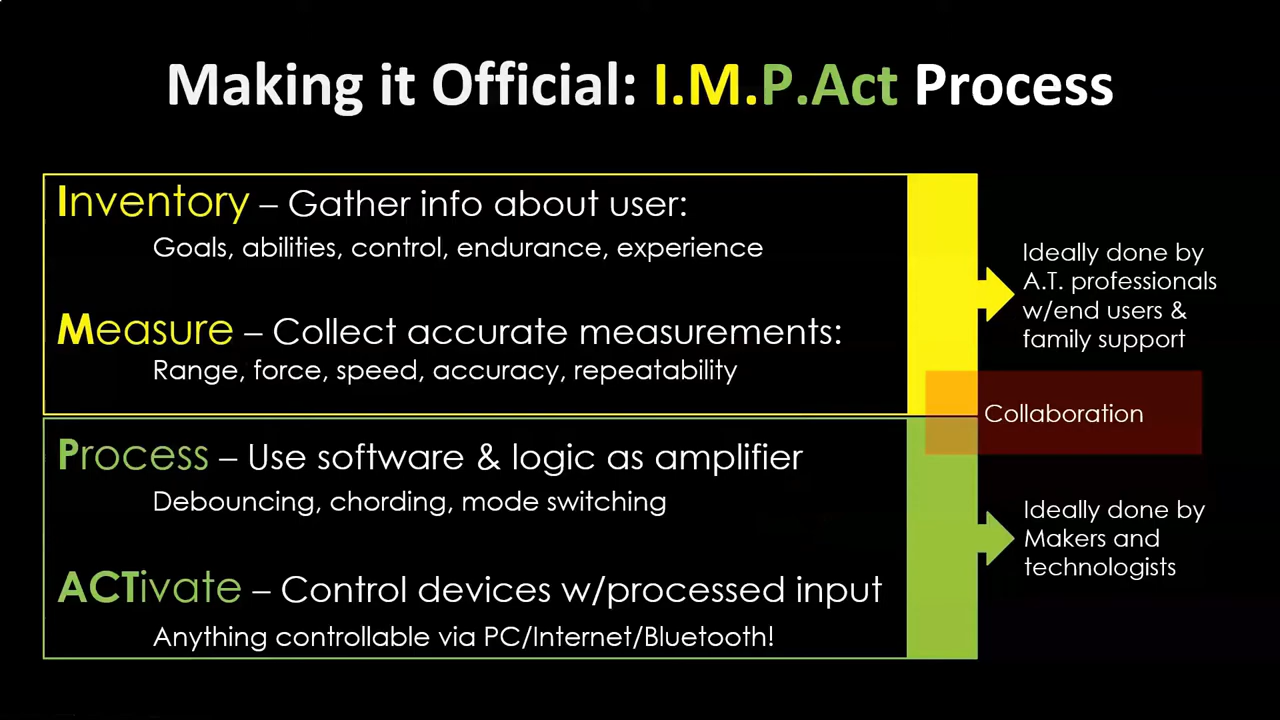 Making it Official: I.M.P.Act Process
Inventory – Gather info about user:
Goals, abilities, control, endurance, experience
Measure – Collect accurate measurements:
Range, force, speed, accuracy, repeatability
Ideally done by
A.T. professionals
w/end users &
family support
Collaboration
Process – Use software & logic as amplifier
Debouncing, chording, mode switching
ACTivate – Control devices w/processed input
Anything controllable via PC/Internet/Bluetooth!
Ideally done by
Makers and
technologists